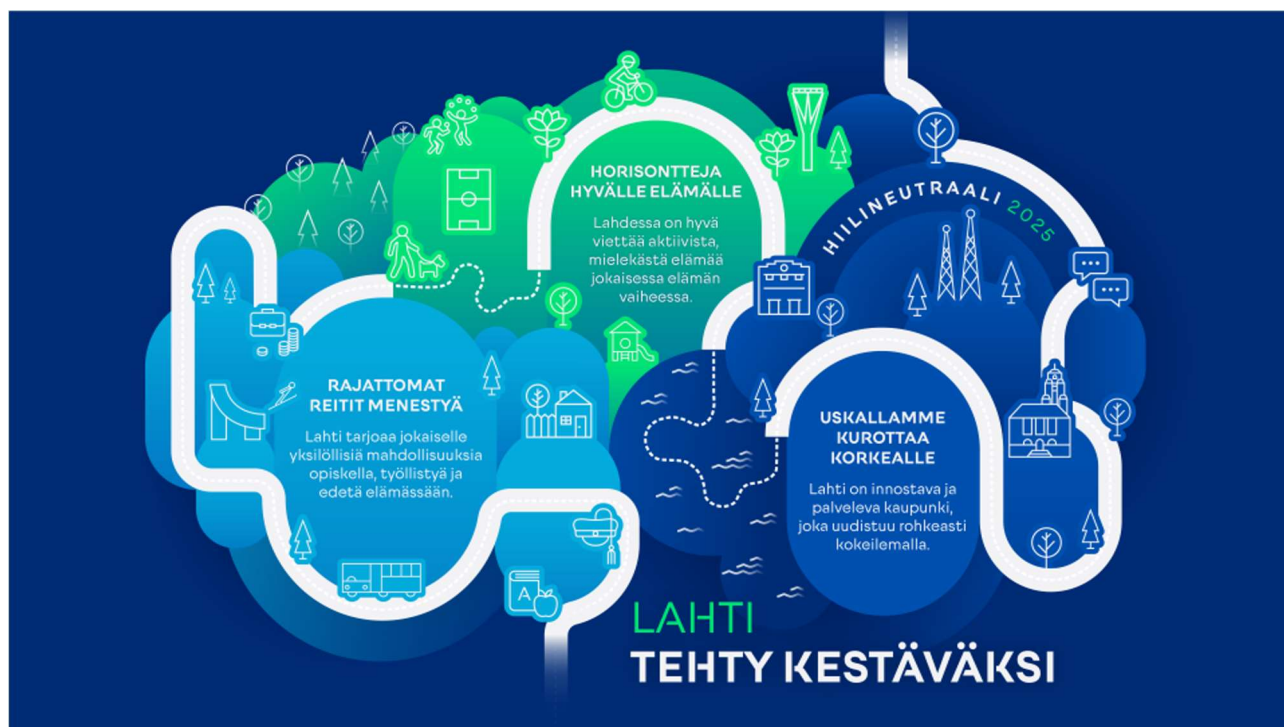 HORISONTTEJA
HYVÄLLE ELÄMÄLLE
Lahdessa on hyvä
viettää aktiivista,
mielekästä elämää
jokaisessa elämän
vaiheessa.
HIILINEUTRAALI 2025
RAJATTOMAT
REITIT MENESTYÄ
Lahti tarjoaa jokaiselle
yksilöllisiä mahdollisuuksia
opiskella, työllistyä ja
edetä elämässään.
USKALLAMME
KUROTTAA
KORKEALLE
Lahti on innostava ja
palveleva kaupunki,
joka uudistuu rohkeasti
kokeilemalla.
A
LAHTI
TEHTY KESTÄVÄKSI